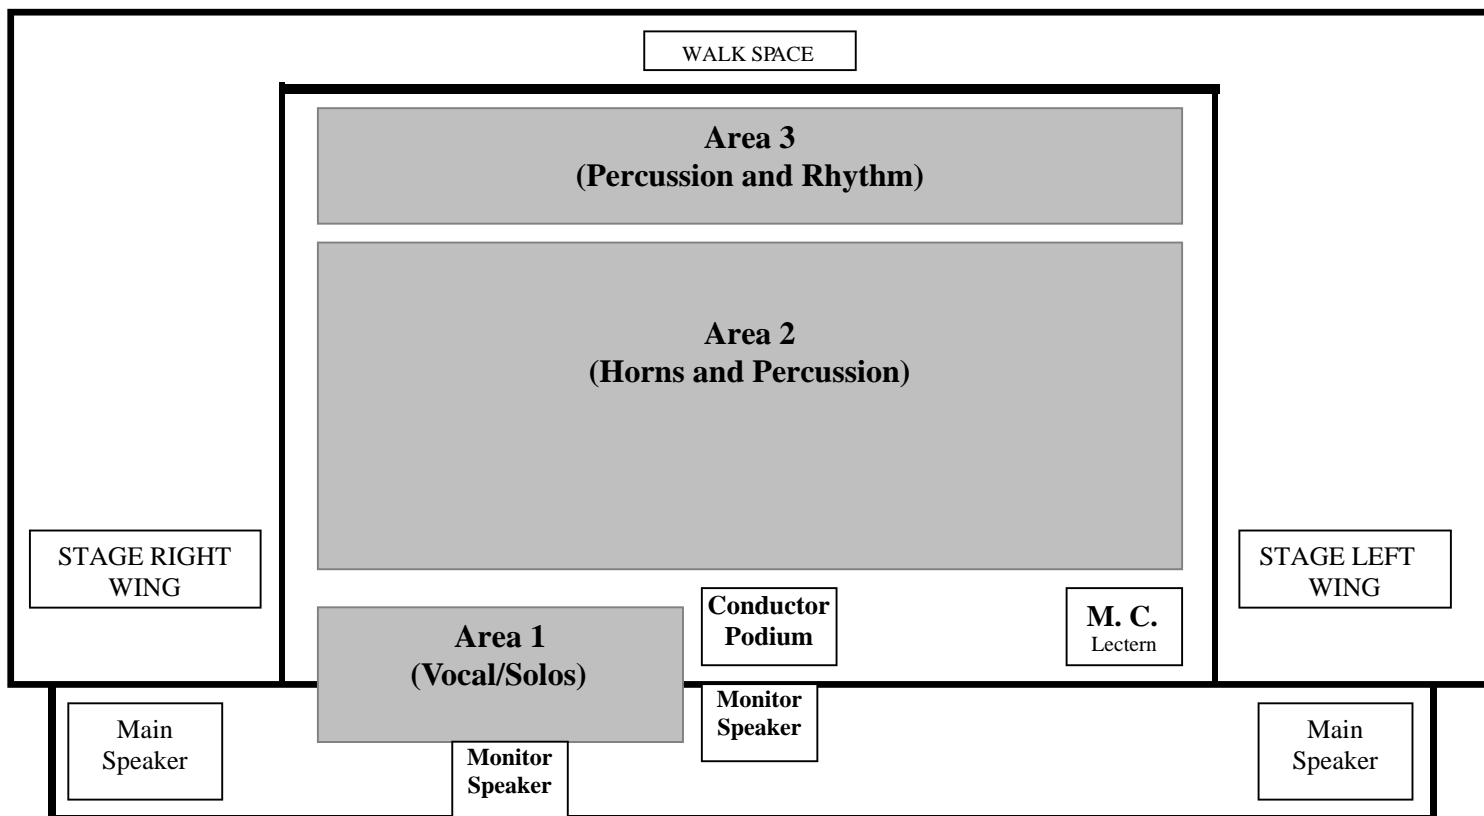 WALK SPACE
Area 3
(Percussion and Rhythm)
Area 2
(Horns and Percussion)
STAGE RIGHT
WING
STAGE LEFT
WING
Area 1
(Vocal/Solos)
Conductor
Podium
M. C.
Lectern
Main
Speaker
Monitor
Speaker
Monitor
Speaker
Main
Speaker